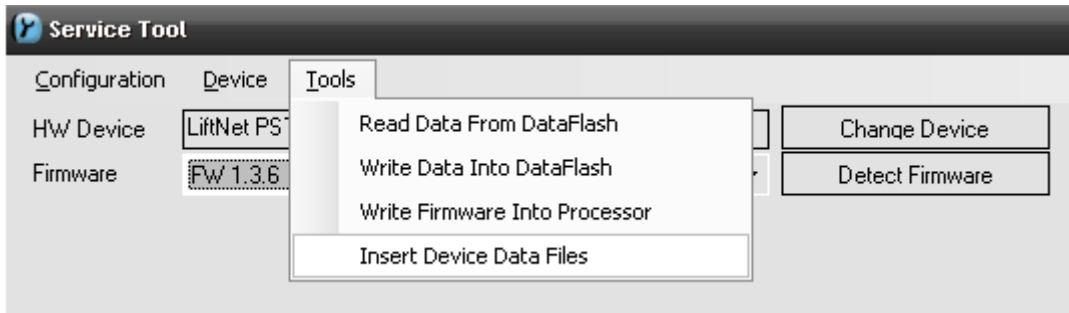 Service Tool
Configuration Device Tools
HW Device LiftNet PST Change Device
Firmware FW 1.3.6 Detect Firmware
Read Data From DataFlash
Write Data Into DataFlash
Write Firmware Into Processor
Insert Device Data Files